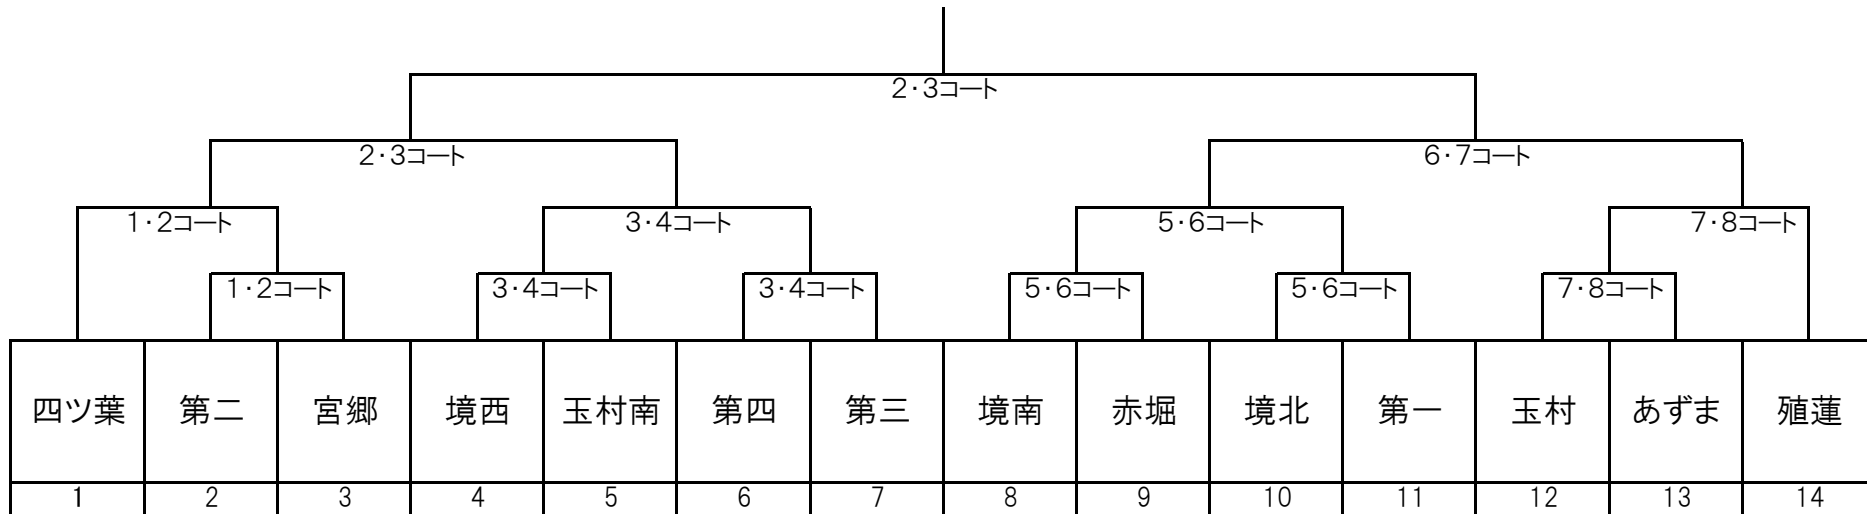 ２・３コート
２・３コート
６・７コート
１・２コート
３・４コート
５・６コート
７・８コート
１・２コート
３・４コート
３・４コート
５・６コート
５・６コート
７・８コート
四ツ葉 第二 宮郷 境西 玉村南 第四 第三 境南 赤堀 境北 第一 玉村 あずま 殖蓮
1 2 3 4 5 6 7 8 9 10 11 12 13 14